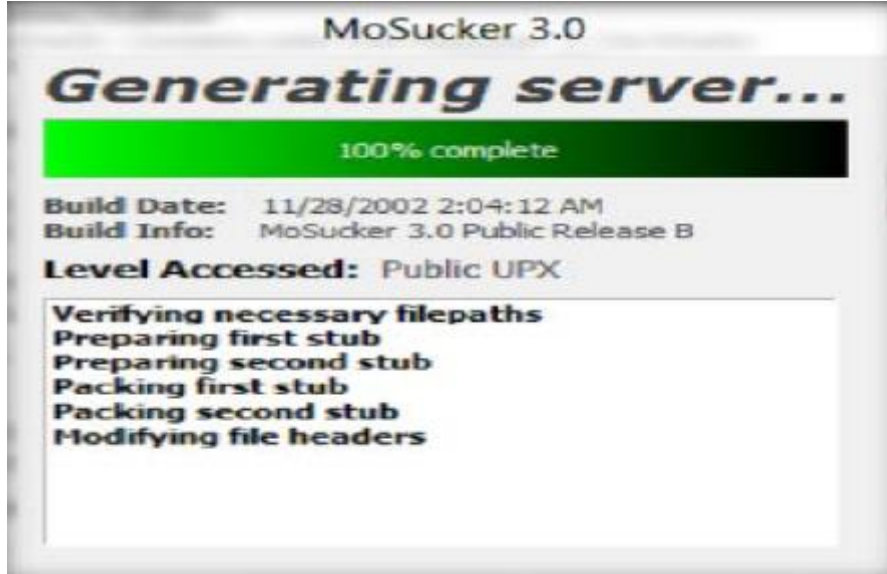 MoSucker 3.0
Generating server...
100% complete
Build Date: 11/28/2002 2:04:12 AM
Build Info: MoSucker 3.0 Public Release B
Level Accessed: Public UPX
Verifying necessary filepaths
Preparing first stub
Preparing second stub
Packing first stub
Packing second stub
Modifying file headers